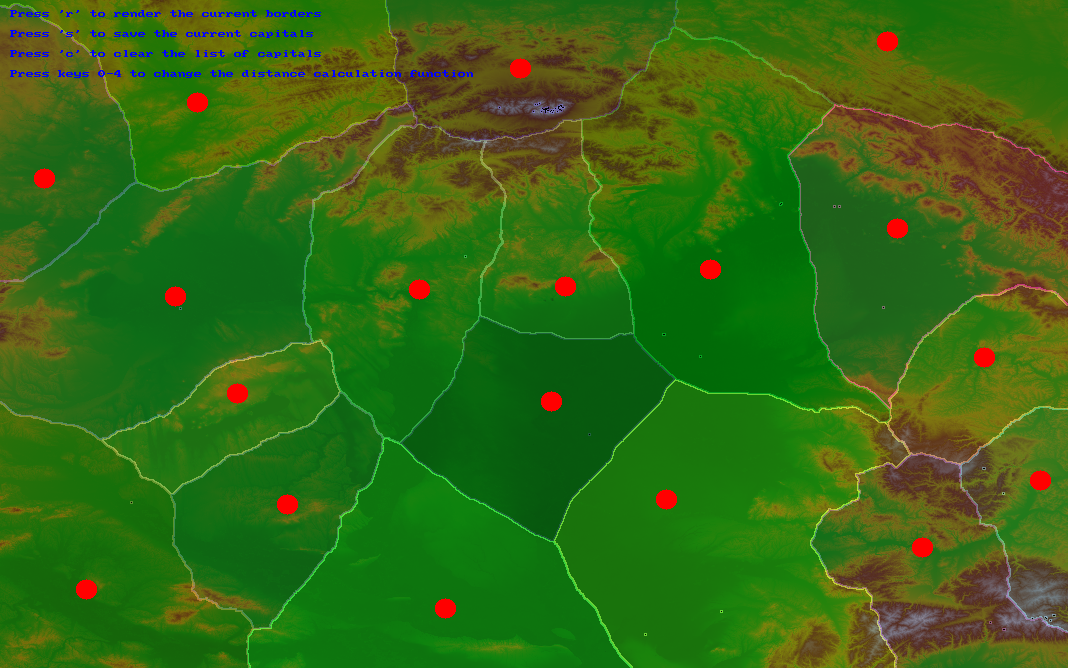 Press 'r' to render the current borders
Press 's' to save the current capitals
Press 'c' to clear the list of capitals
Press keys 0-4 to change the distance calculation function